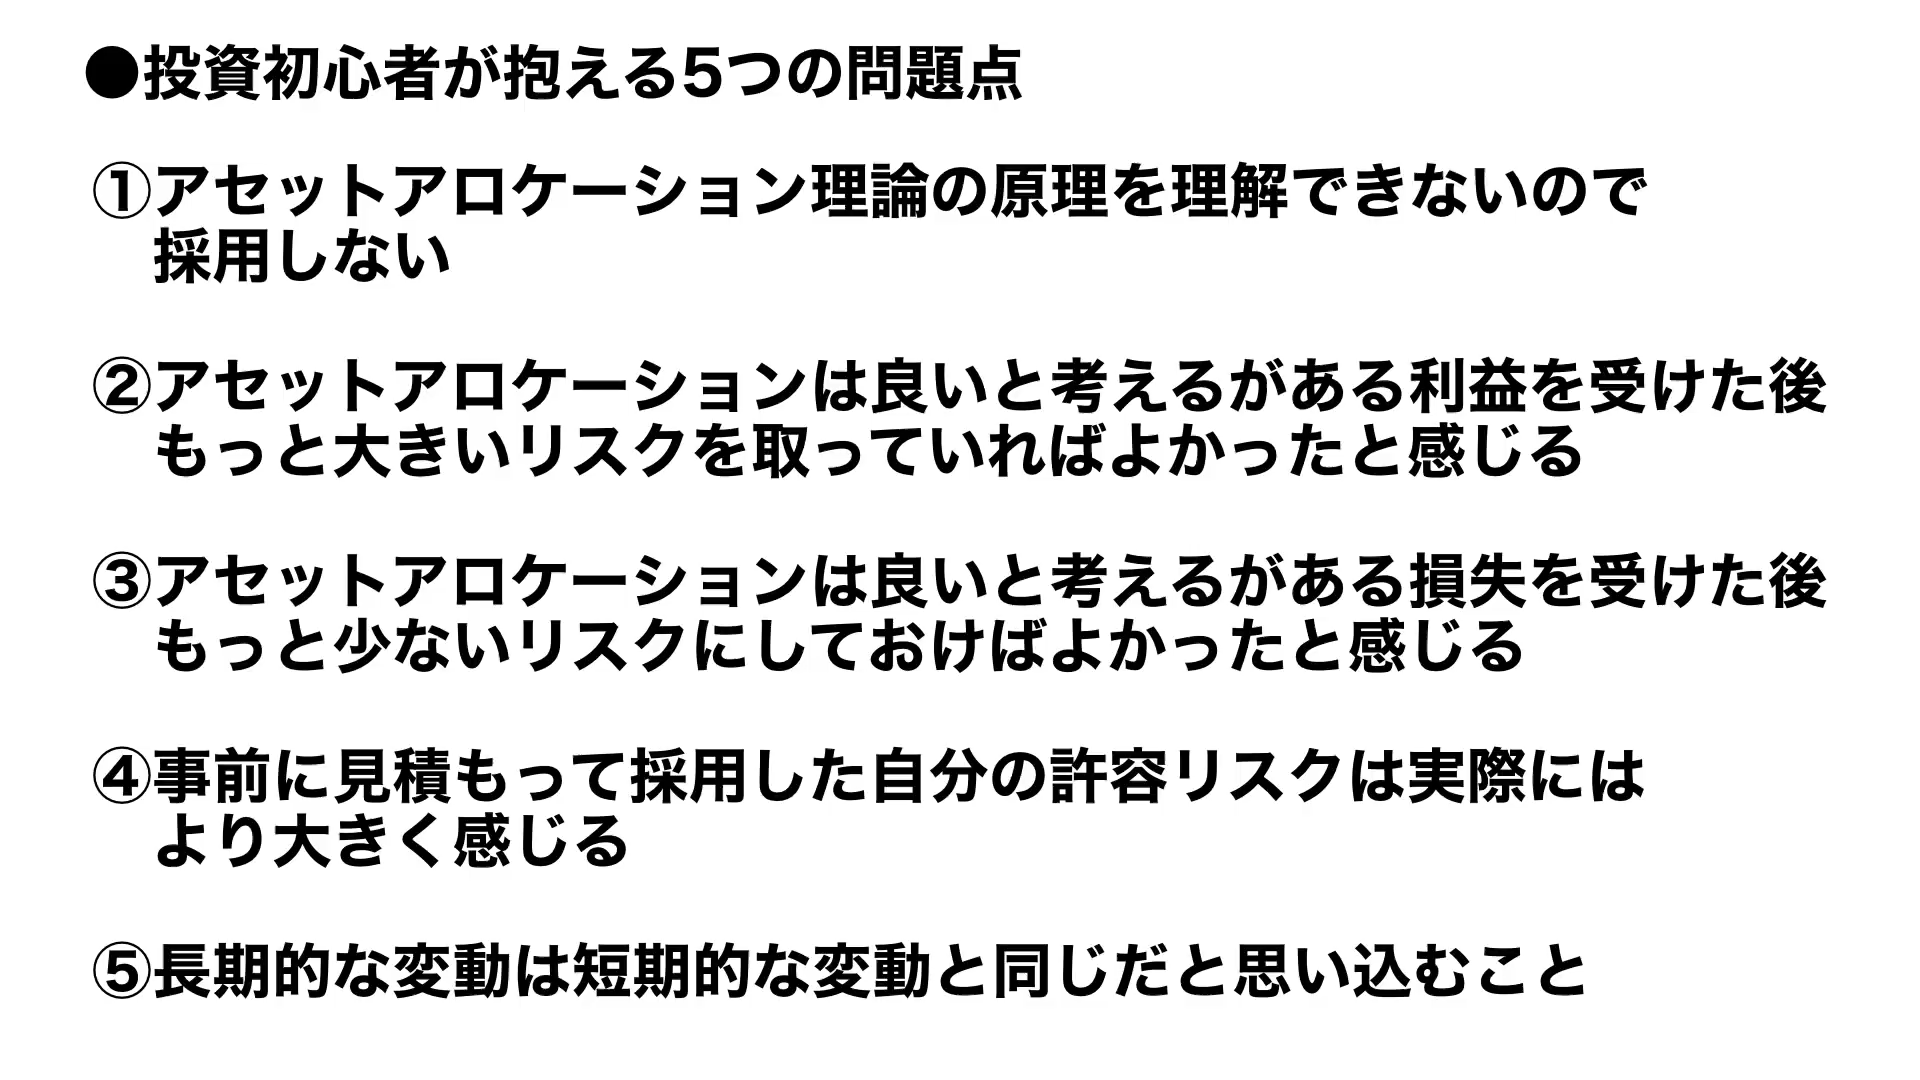 ●投資初心者が抱える5つの問題点
①アセットアロケーション理論の原理を理解できないので
採用しない
②アセットアロケーションは良いと考えるがある利益を受けた後
もっと大きいリスクを取っていればよかったと感じる
③アセットアロケーションは良いと考えるがある損失を受けた後
もっと少ないリスクにしておけばよかったと感じる
④事前に見積もって採用した自分の許容リスクは実際には
より大きく感じる
⑤長期的な変動は短期的な変動と同じだと思い込むこと